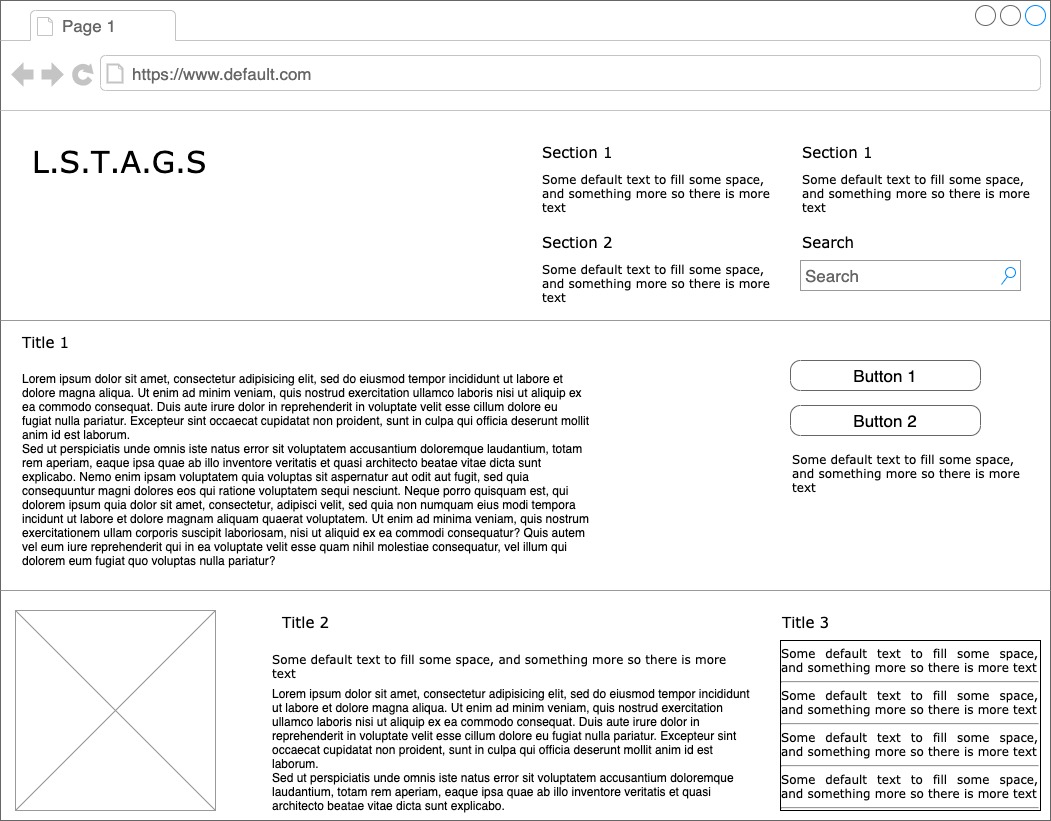 Page 1
https://www.default.com
L.S.T.A.G.S
Section 1
Some default text to fill some space,
and something more so there is more
text
Section 2
Some default text to fill some space,
and something more so there is more
text
Section 1
Some default text to fill some space,
and something more so there is more
text
Search
Search
Title 1
Lorem ipsum dolor sit amet, consectetur adipisicing elit, sed do eiusmod tempor incididunt ut labore et
dolore magna aliqua. Ut enim ad minim veniam, quis nostrud exercitation ullamco laboris nisi ut aliquip ex
ea commodo consequat. Duis aute irure dolor in reprehenderit in voluptate velit esse cillum dolore eu
fugiat nulla pariatur. Excepteur sint occaecat cupidatat non proident, sunt in culpa qui officia deserunt mollit
anim id est laborum.
Sed ut perspiciatis unde omnis iste natus error sit voluptatem accusantium doloremque laudantium, totam
rem aperiam, eaque ipsa quae ab illo inventore veritatis et quasi architecto beatae vitae dicta sunt
explicabo. Nemo enim ipsam voluptatem quia voluptas sit aspernatur aut odit aut fugit, sed quia
consequuntur magni dolores eos qui ratione voluptatem sequi nesciunt. Neque porro quisquam est, qui
dolorem ipsum quia dolor sit amet, consectetur, adipisci velit, sed quia non numquam eius modi tempora
incidunt ut labore et dolore magnam aliquam quaerat voluptatem. Ut enim ad minima veniam, quis nostrum
exercitationem ullam corporis suscipit laboriosam, nisi ut aliquid ex ea commodi consequatur? Quis autem
vel eum iure reprehenderit qui in ea voluptate velit esse quam nihil molestiae consequatur, vel illum qui
dolorem eum fugiat quo voluptas nulla pariatur?
Button 1
Button 2
Some default text to fill some space,
and something more so there is more
text
Title 2
Some default text to fill some space, and something more so there is more
text
Lorem ipsum dolor sit amet, consectetur adipisicing elit, sed do eiusmod tempor incididunt
ut labore et dolore magna aliqua. Ut enim ad minim veniam, quis nostrud exercitation
ullamco laboris nisi ut aliquip ex ea commodo consequat. Duis aute irure dolor in
reprehenderit in voluptate velit esse cillum dolore eu fugiat nulla pariatur. Excepteur sint
occaecat cupidatat non proident, sunt in culpa qui officia deserunt mollit anim id est
laborum.
Sed ut perspiciatis unde omnis iste natus error sit voluptatem accusantium doloremque
laudantium, totam rem aperiam, eaque ipsa quae ab illo inventore veritatis et quasi
architecto beatae vitae dicta sunt explicabo.
Title 3
Some default text to fill some space,
and something more so there is more text
Some default text to fill some space,
and something more so there is more text
Some default text to fill some space,
and something more so there is more text
Some default text to fill some space,
and something more so there is more text